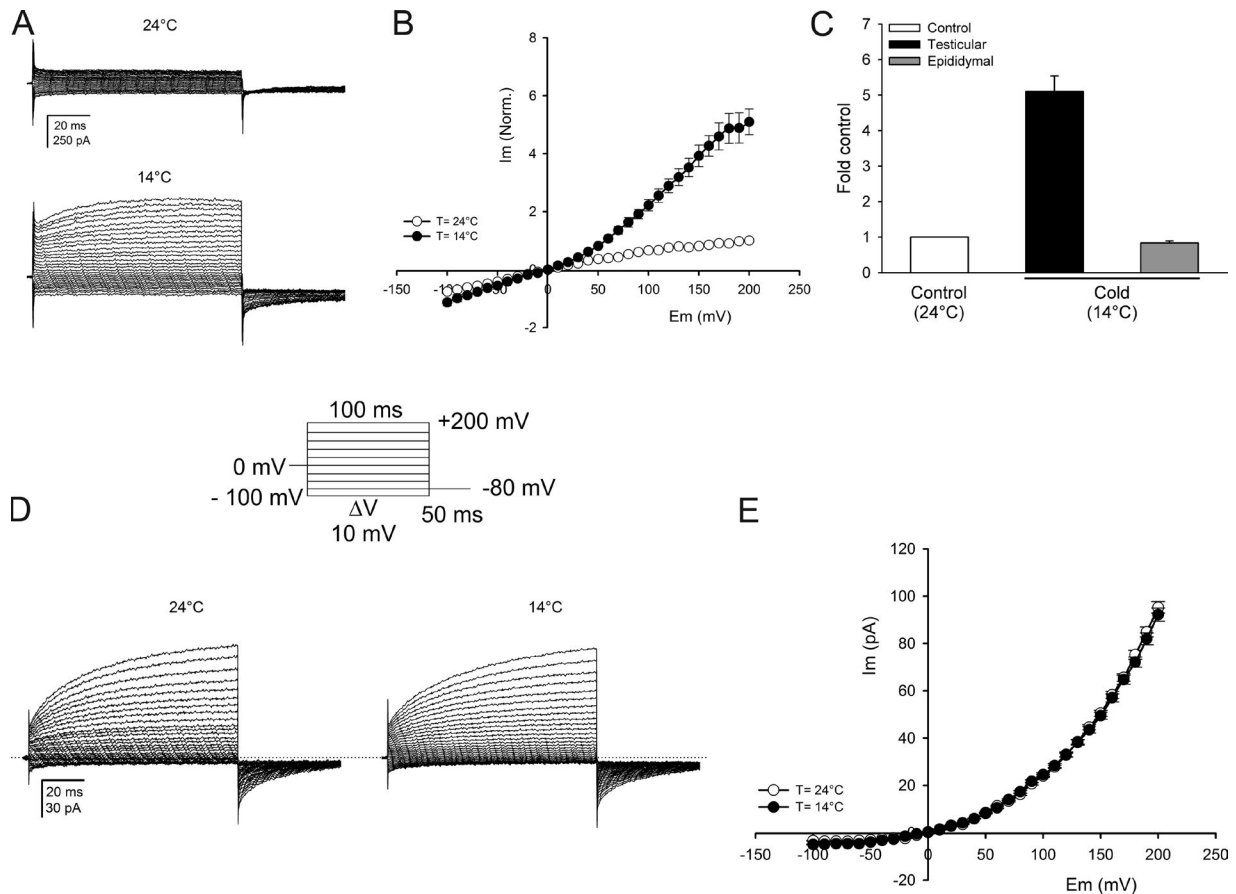 A
24°C
20 ms
250 pA
14°C
B
Im (Norm.)
8
6
4
2
-2
-150
-100
-50
0
50
100
150
200
250
Em (mV)
T= 24°C
T= 14°C
C
Control
Testicular
Epididymal
Fold control
7
6
5
4
3
2
1
0
Control
(24°C)
Cold
(14°C)
100 ms
+200 mV
0 mV
- 100 mV
-80 mV
ΔV
10 mV
50 ms
D
24°C
14°C
20 ms
30 pA
E
Im (pA)
120
100
80
60
40
20
0
-20
-150
-100
-50
0
50
100
150
200
250
Em (mV)
T= 24°C
T= 14°C